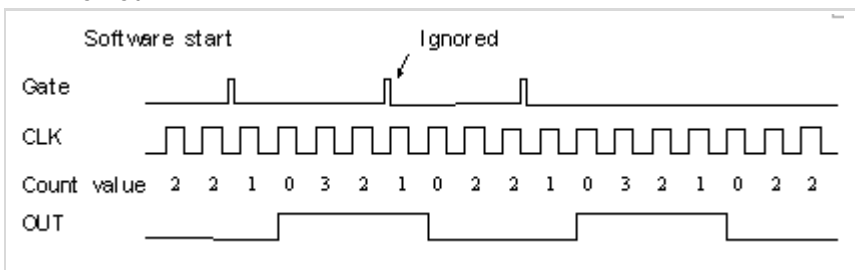 Software start Ignored
Gate
CLK
Count value 2 2 1 0 3 2 1 0 2 2 1 0 3 2 1 0 2 2
OUT